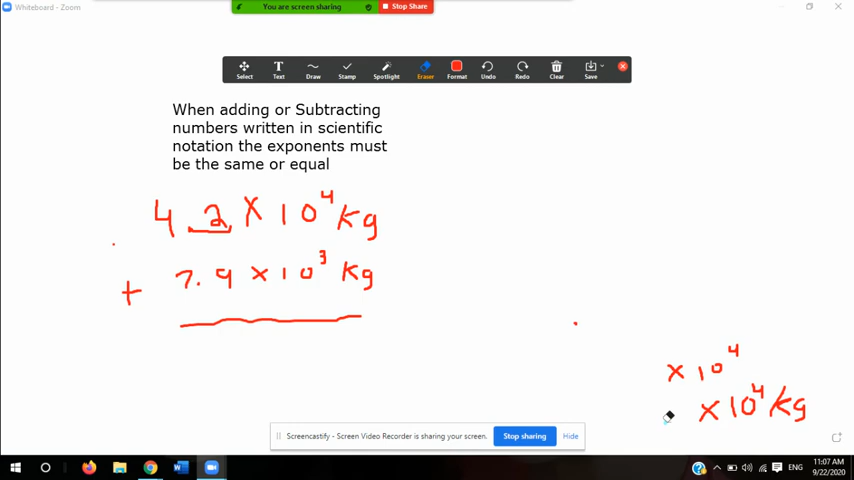 Whiteboard - Zoom
You are screen sharing
Stop Share
Select Text Draw Stamp Spotlight Eraser Format Undo Redo Clear Save
When adding or Subtracting
numbers written in scientific
notation the exponents must
be the same or equal
4.2 × 10⁴ kg
+ 7.9 × 10³ kg
× 10⁴
× 10⁴ kg
Screencastify - Screen Video Recorder is sharing your screen.
Stop sharing
Hide
ENG
11:07 AM
9/22/2020